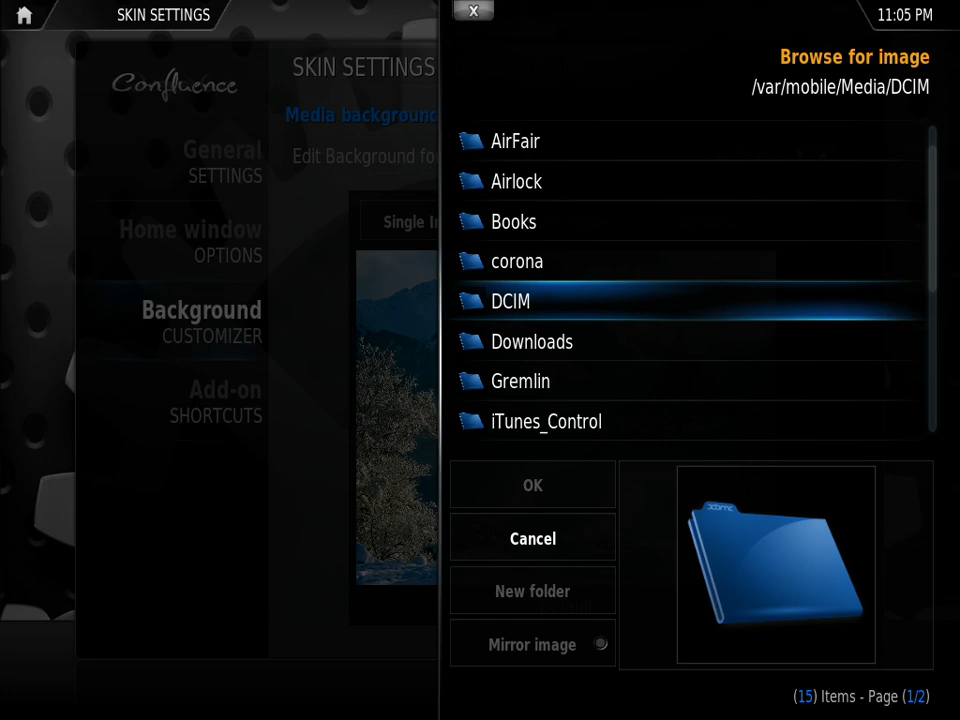 SKIN SETTINGS
X
11:05 PM
Confluence
SKIN SETTINGS
Media background
Edit Background fo
General
SETTINGS
Home window
OPTIONS
Background
CUSTOMIZER
Add-on
SHORTCUTS
Single I
Browse for image
/var/mobile/Media/DCIM
AirFair
Airlock
Books
corona
DCIM
Downloads
Gremlin
iTunes_Control
OK
Cancel
New folder
Mirror image
xbmc
(15) Items - Page (1/2)